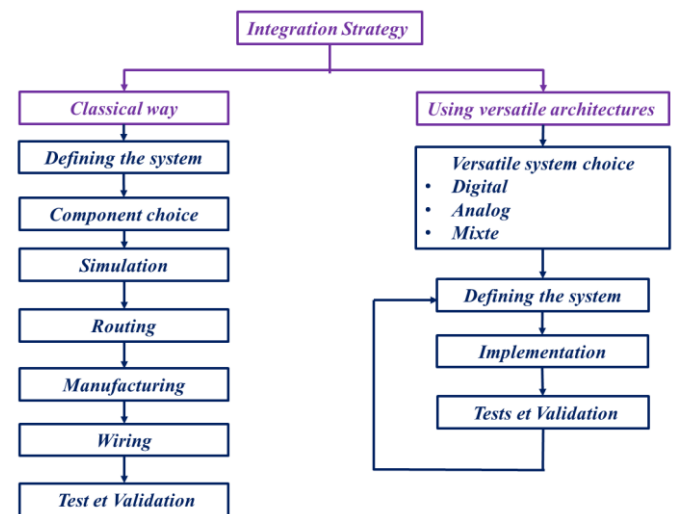 Integration Strategy
Classical way
Defining the system
Component choice
Simulation
Routing
Manufacturing
Wiring
Test et Validation
Using versatile architectures
Versatile system choice
• Digital
• Analog
• Mixte
Defining the system
Implementation
Tests et Validation